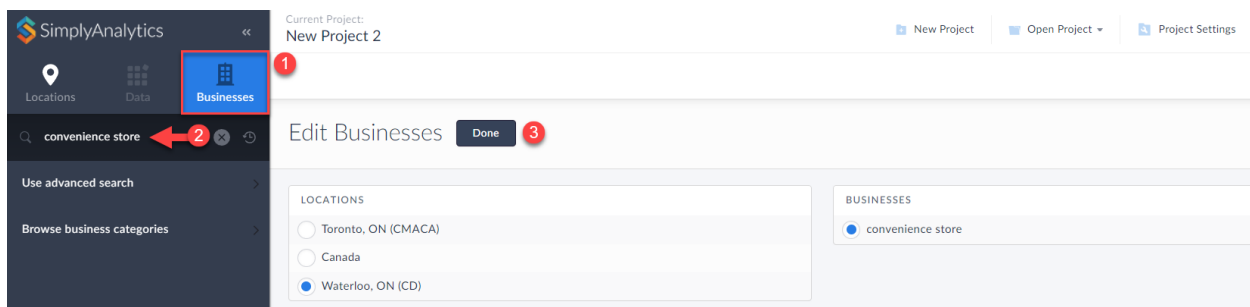 SimplyAnalytics «
Current Project:
New Project 2
New Project
Open Project
Project Settings
Locations
Data
Businesses
1
convenience store
2
Edit Businesses
Done
3
Use advanced search
Browse business categories
LOCATIONS
Toronto, ON (CMACA)
Canada
Waterloo, ON (CD)
BUSINESSES
convenience store